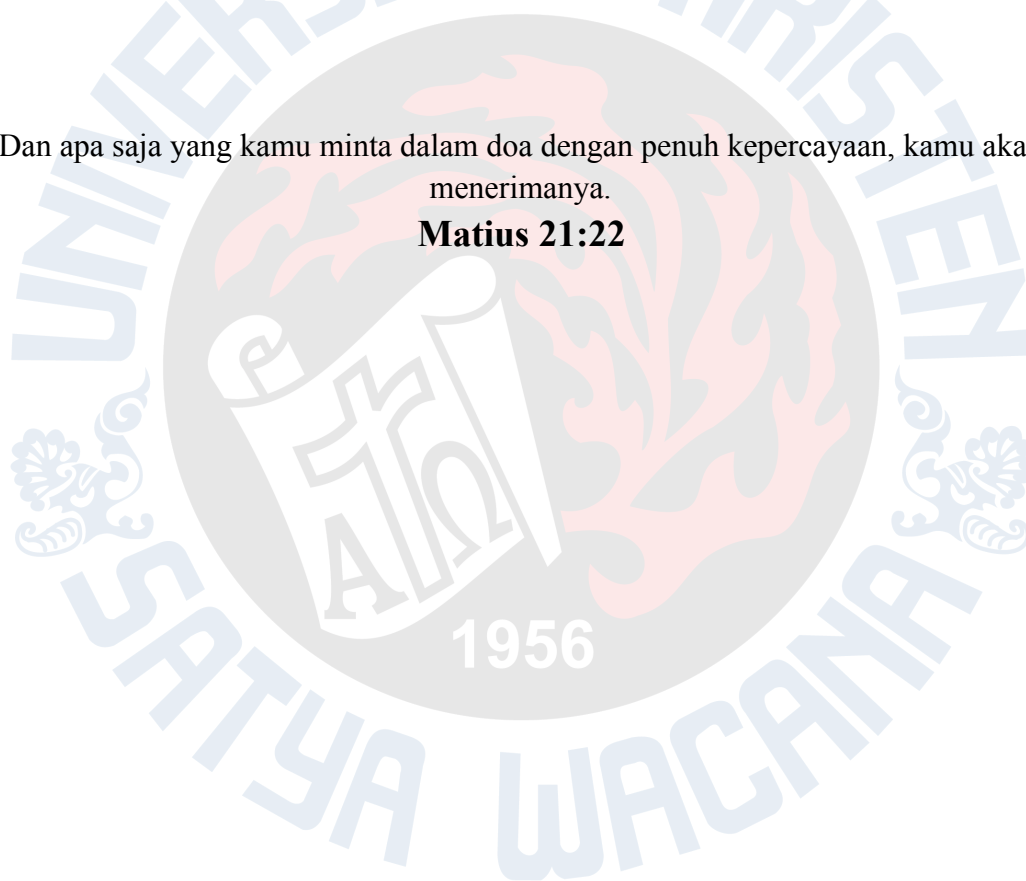 Dan apa saja yang kamu minta dalam doa dengan penuh kepercayaan, kamu aka
menerimanya.
Matius 21:22
ΑΩ
1956
SATYA WACANA